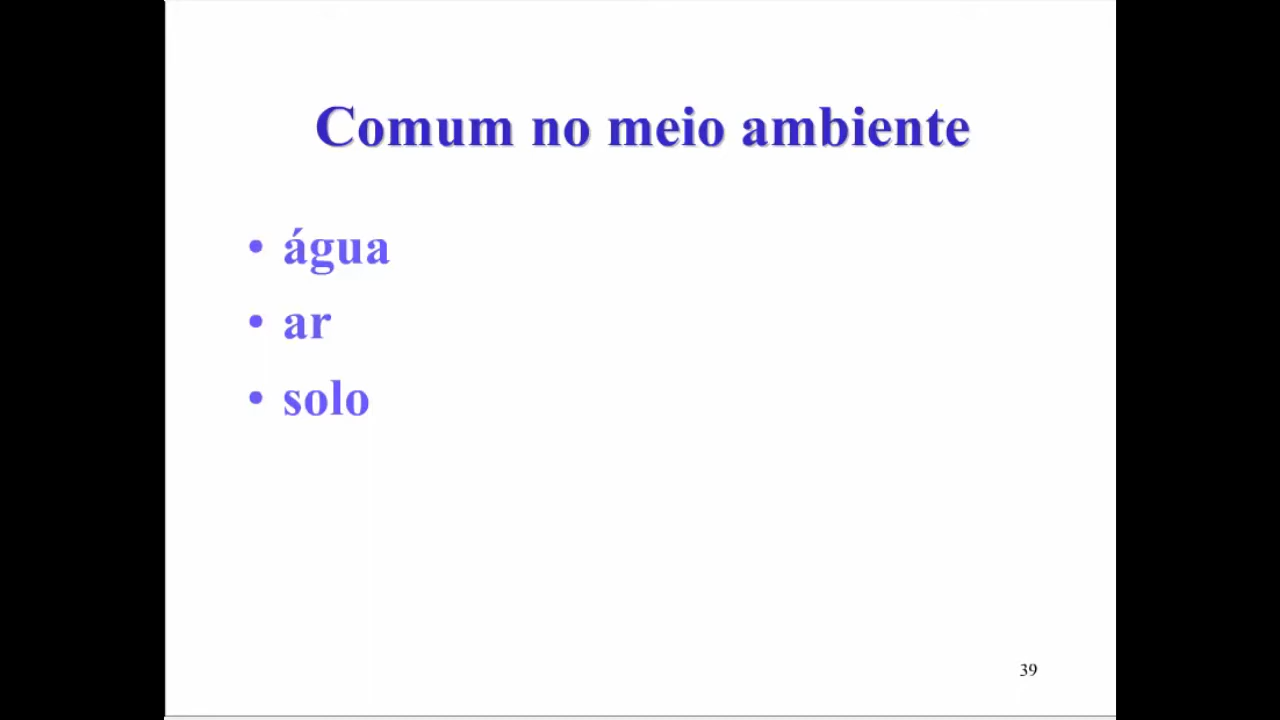 Comum no meio ambiente
• água
• ar
• solo
39